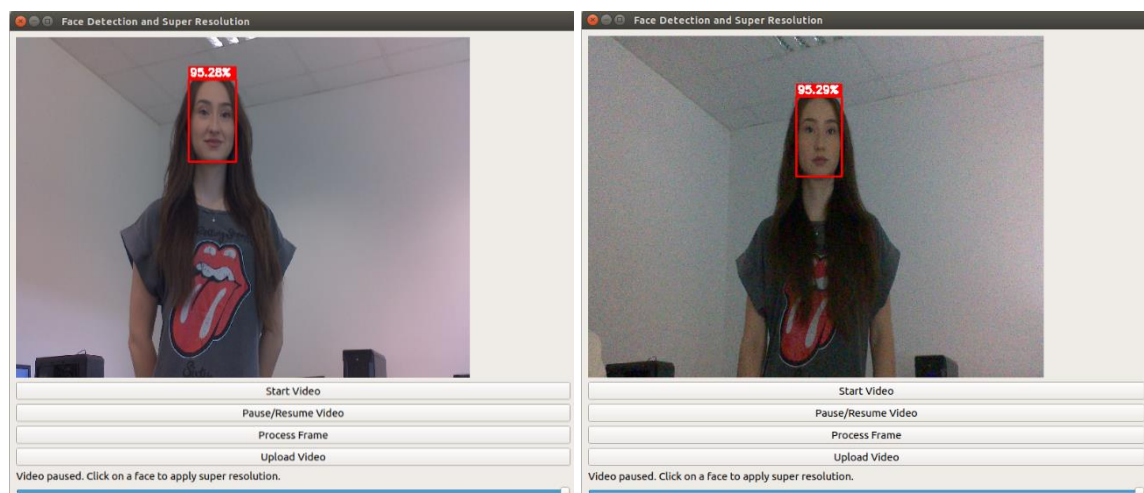 Face Detection and Super Resolution
95.28%
Start Video
Pause/Resume Video
Process Frame
Upload Video
Video paused. Click on a face to apply super resolution.
Face Detection and Super Resolution
95.29%
Start Video
Pause/Resume Video
Process Frame
Upload Video
Video paused. Click on a face to apply super resolution.